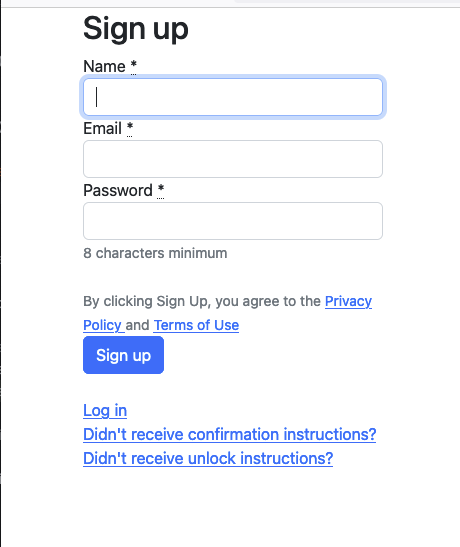 Sign up
Name *
Email *
Password *
8 characters minimum
By clicking Sign Up, you agree to the Privacy
Policy and Terms of Use
Sign up
Log in
Didn't receive confirmation instructions?
Didn't receive unlock instructions?